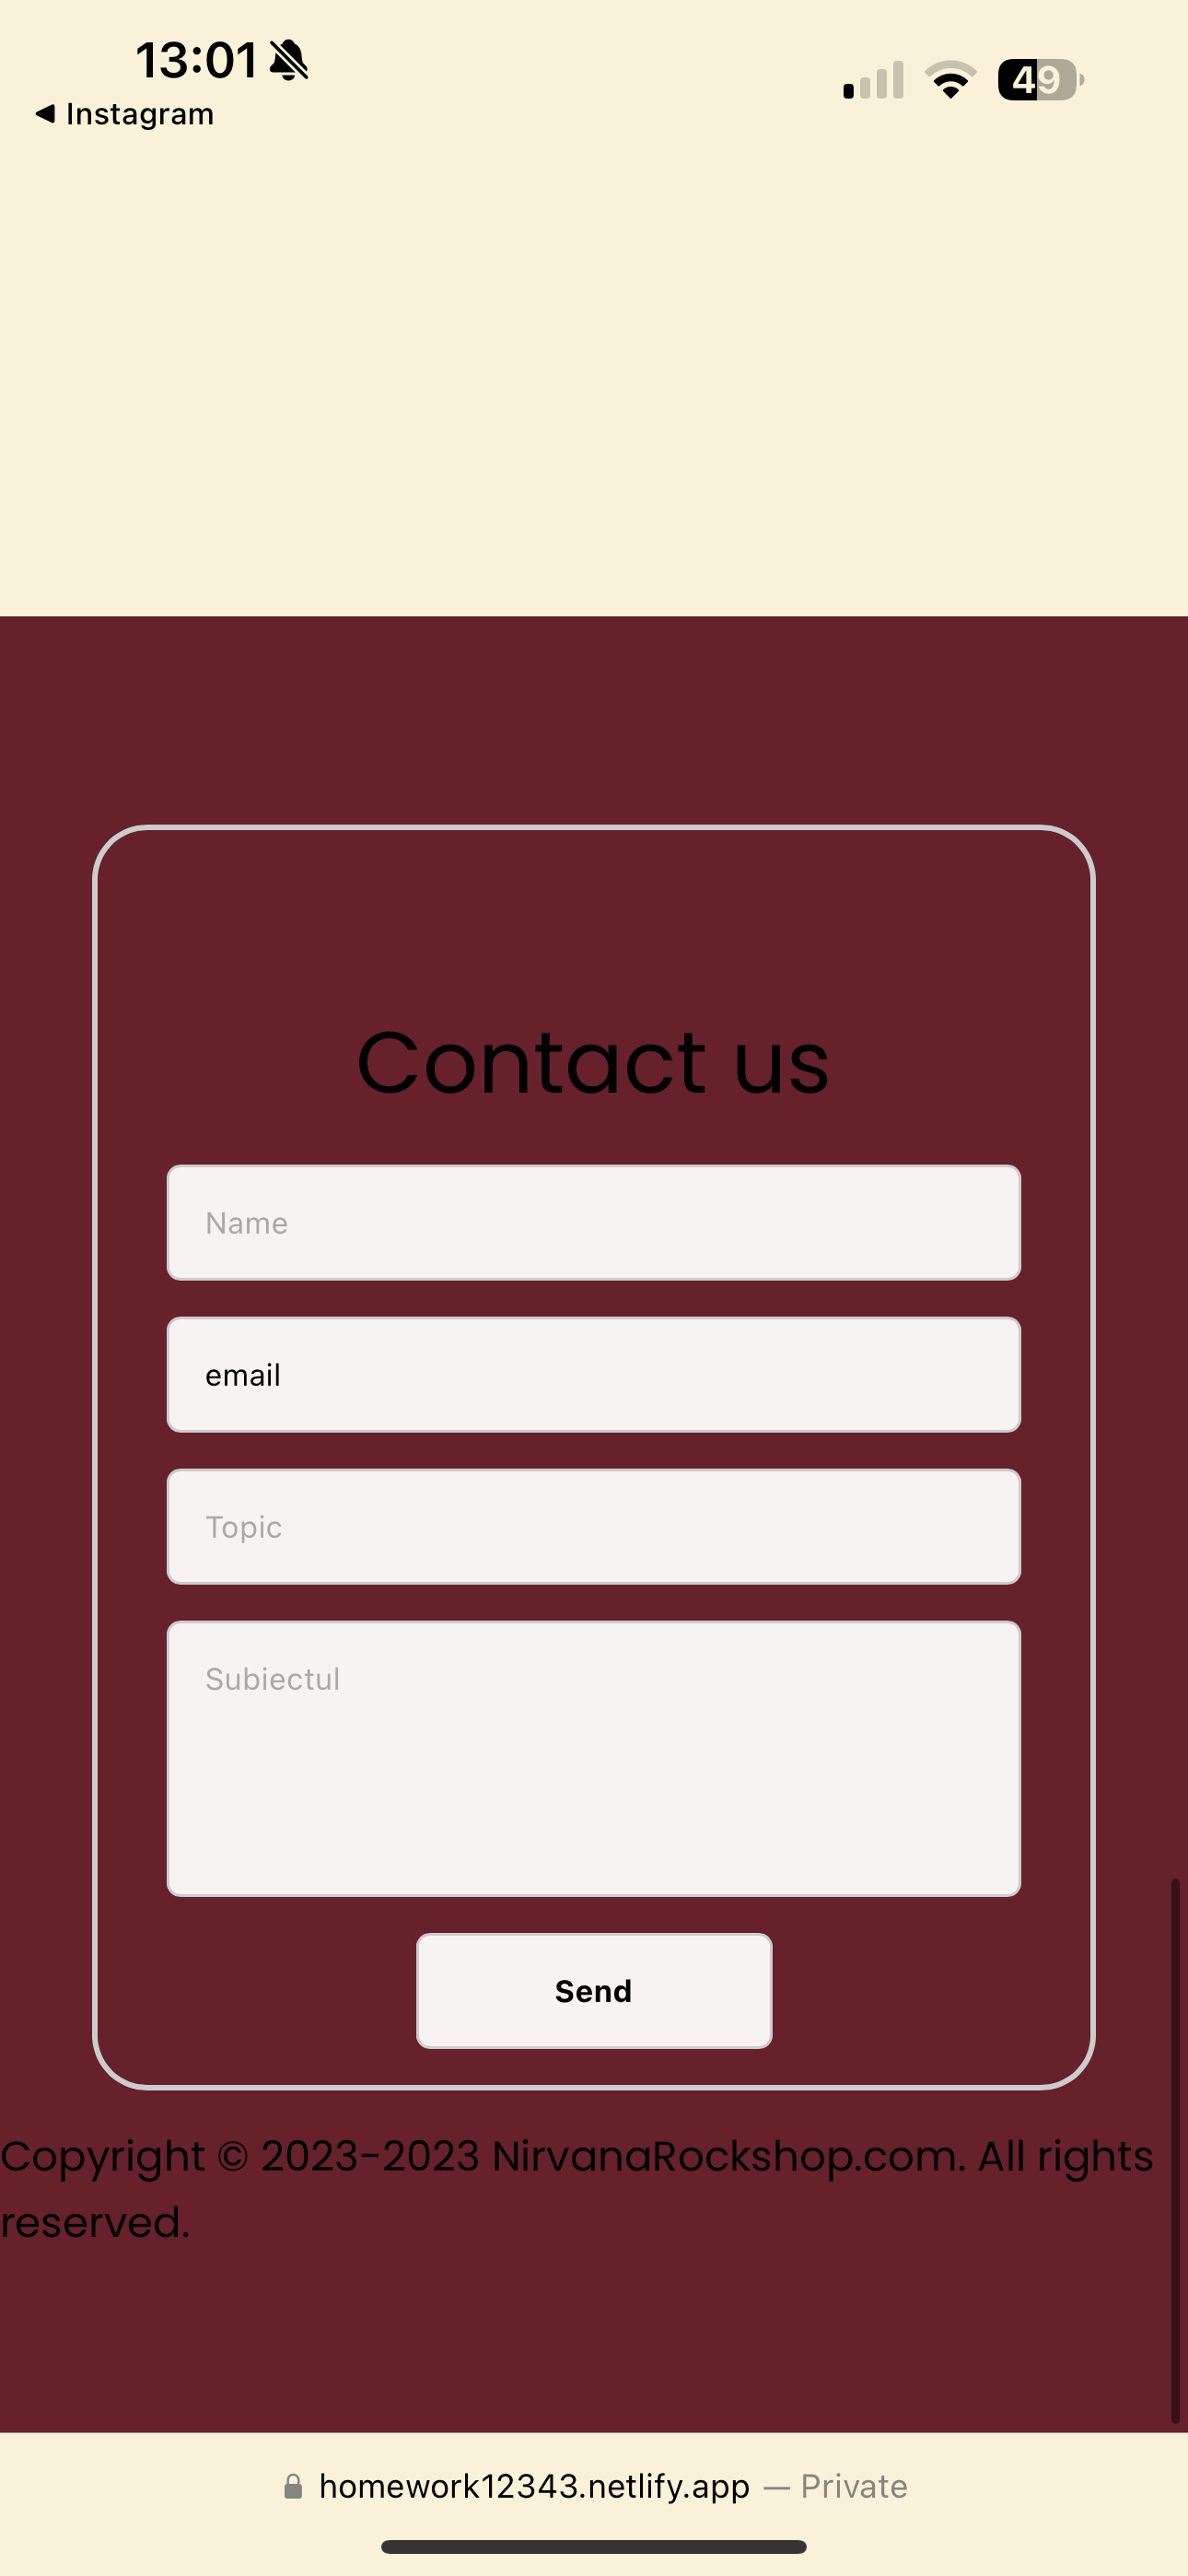 13:01
Instagram
49
Contact us
Name
email
Topic
Subiectul
Send
Copyright © 2023-2023 NirvanaRockshop.com. All rights
reserved.
homework12343.netlify.app — Private